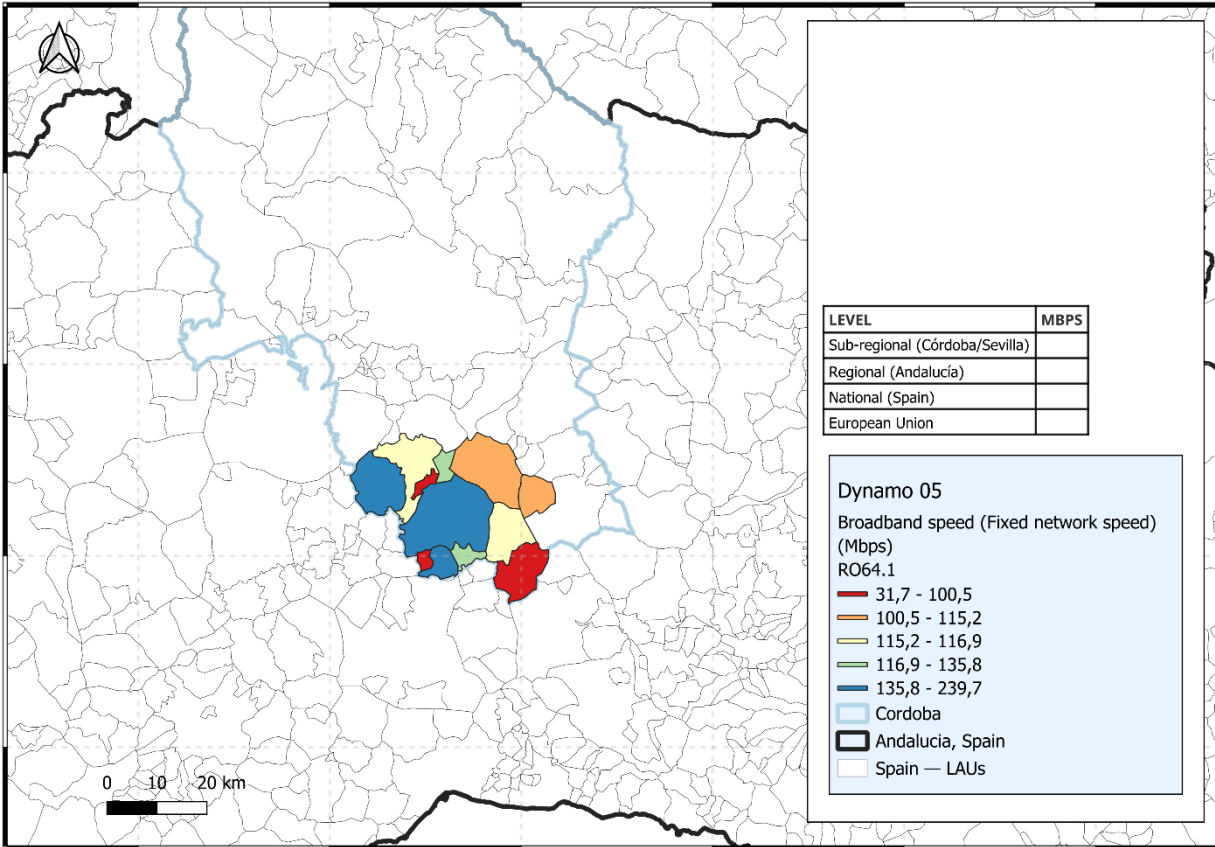 LEVEL MBPS
Sub-regional (Córdoba/Sevilla)
Regional (Andalucía)
National (Spain)
European Union
Dynamo 05
Broadband speed (Fixed network speed)
(Mbps)
RO64.1
31,7 - 100,5
100,5 - 115,2
115,2 - 116,9
116,9 - 135,8
135,8 - 239,7
Cordoba
Andalucia, Spain
Spain — LAUs
0 10 20 km